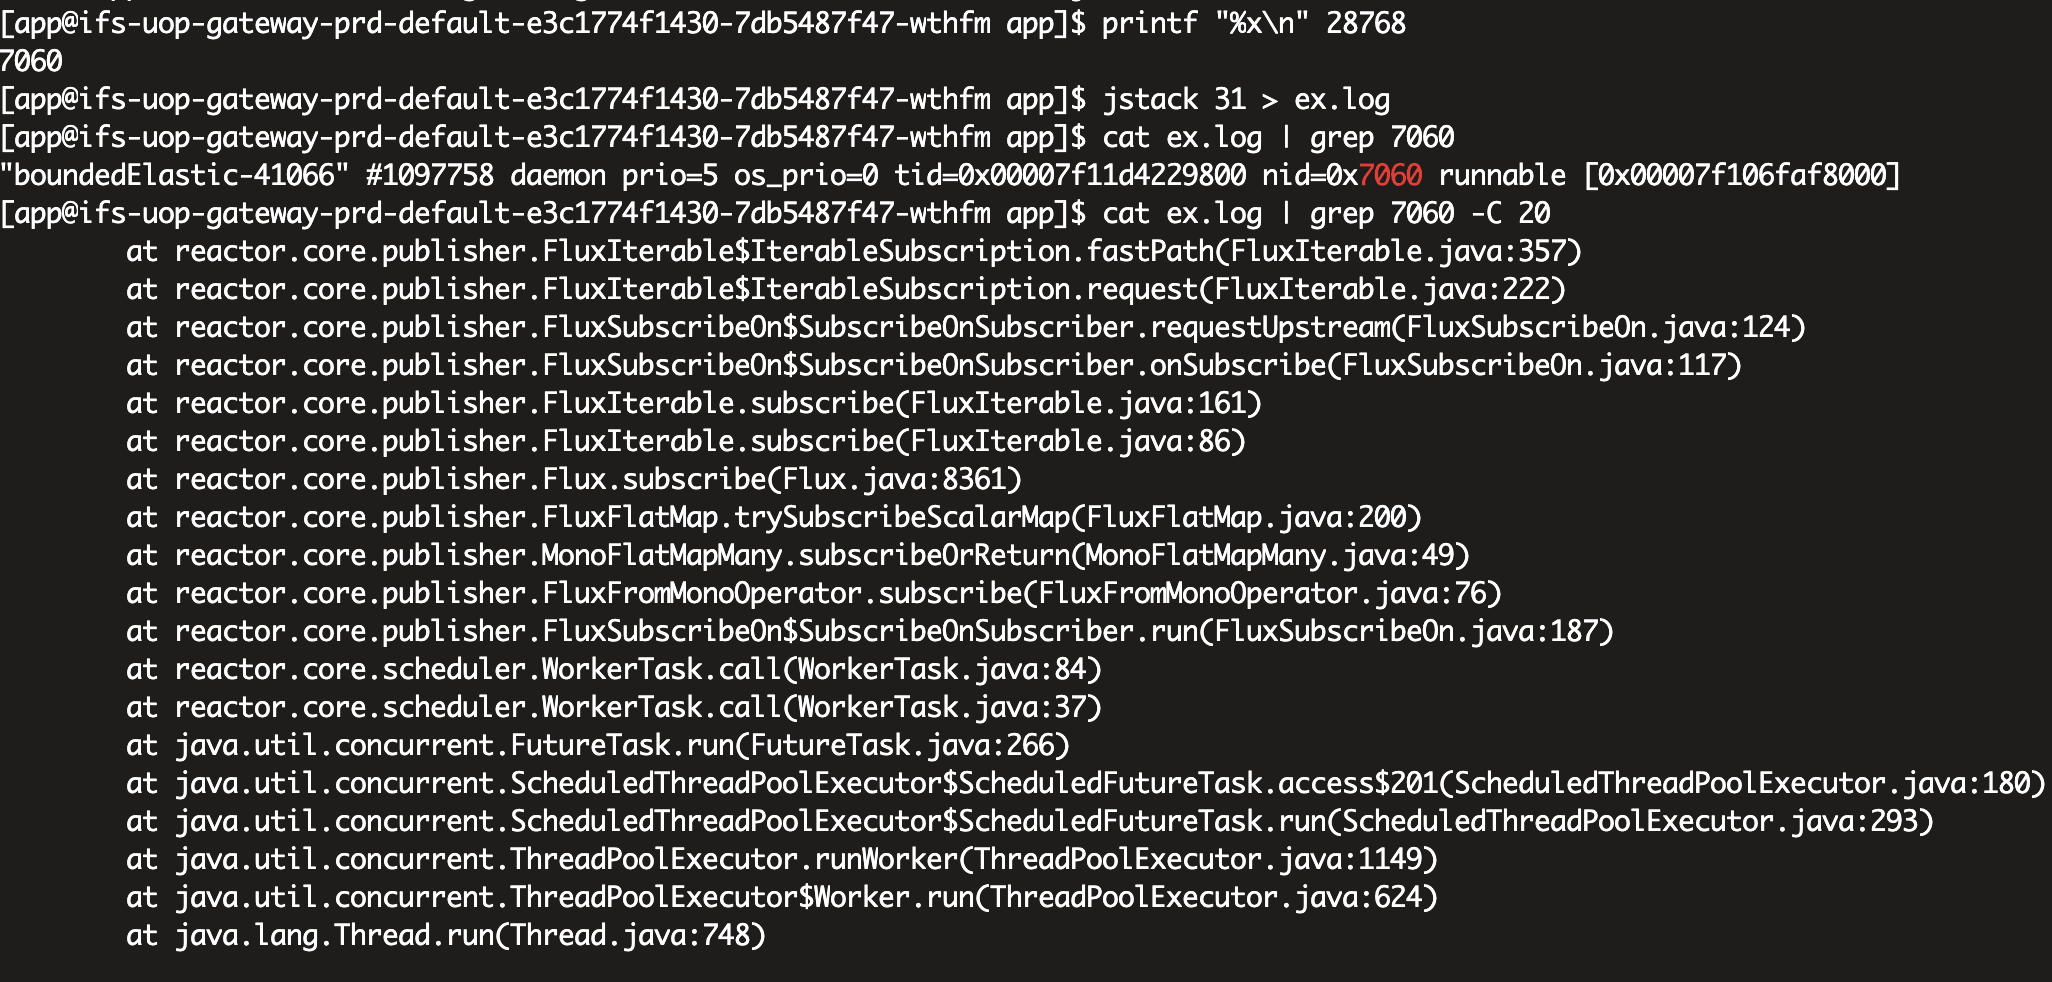 [app@ifs-uop-gateway-prd-default-e3c1774f1430-7db5487f47-wthfm app]$ printf "%x\n" 28768
7060
[app@ifs-uop-gateway-prd-default-e3c1774f1430-7db5487f47-wthfm app]$ jstack 31 > ex.log
[app@ifs-uop-gateway-prd-default-e3c1774f1430-7db5487f47-wthfm app]$ cat ex.log | grep 7060
"boundedElastic-41066" #1097758 daemon prio=5 os_prio=0 tid=0x00007f11d4229800 nid=0x7060 runnable [0x00007f106faf8000]
[app@ifs-uop-gateway-prd-default-e3c1774f1430-7db5487f47-wthfm app]$ cat ex.log | grep 7060 -C 20
at reactor.core.publisher.FluxIterable$IterableSubscription.fastPath(FluxIterable.java:357)
at reactor.core.publisher.FluxIterable$IterableSubscription.request(FluxIterable.java:222)
at reactor.core.publisher.FluxSubscribeOn$SubscribeOnSubscriber.requestUpstream(FluxSubscribeOn.java:124)
at reactor.core.publisher.FluxSubscribeOn$SubscribeOnSubscriber.onSubscribe(FluxSubscribeOn.java:117)
at reactor.core.publisher.FluxIterable.subscribe(FluxIterable.java:161)
at reactor.core.publisher.FluxIterable.subscribe(FluxIterable.java:86)
at reactor.core.publisher.Flux.subscribe(Flux.java:8361)
at reactor.core.publisher.FluxFlatMap.trySubscribeScalarMap(FluxFlatMap.java:200)
at reactor.core.publisher.MonoFlatMapMany.subscribeOrReturn(MonoFlatMapMany.java:49)
at reactor.core.publisher.FluxFromMonoOperator.subscribe(FluxFromMonoOperator.java:76)
at reactor.core.publisher.FluxSubscribeOn$SubscribeOnSubscriber.run(FluxSubscribeOn.java:187)
at reactor.core.scheduler.WorkerTask.call(WorkerTask.java:84)
at reactor.core.scheduler.WorkerTask.call(WorkerTask.java:37)
at java.util.concurrent.FutureTask.run(FutureTask.java:266)
at java.util.concurrent.ScheduledThreadPoolExecutor$ScheduledFutureTask.access$201(ScheduledThreadPoolExecutor.java:180)
at java.util.concurrent.ScheduledThreadPoolExecutor$ScheduledFutureTask.run(ScheduledThreadPoolExecutor.java:293)
at java.util.concurrent.ThreadPoolExecutor.runWorker(ThreadPoolExecutor.java:1149)
at java.util.concurrent.ThreadPoolExecutor$Worker.run(ThreadPoolExecutor.java:624)
at java.lang.Thread.run(Thread.java:748)